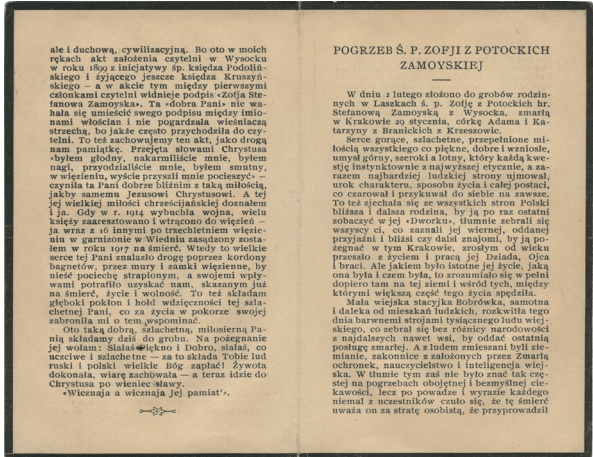 ale i duchową, cywilizacyjną. Bo oto w moich
rękach akt założenia czytelni w Wysocku
w roku 1899 z inicjatywy śp. księdza Podoliń-
skiego i żyjącego jeszcze księdza Kruszyń-
skiego – a w akcie tym między pierwszymi
członkami czytelni widnieje podpis «Zofja Ste-
fanowa Zamoyska». Ta «dobra Pani» nie wa-
hała się umieścić swego podpisu między imio-
nami włościan i nie pogardzała wieśniaczą
strzechą, bo jakże często przychodziła do czy-
telni. To też zachowujemy ten akt, jako drogą
nam pamiątkę. Przejęta słowami Chrystusa
«byłem głodny, nakarmiliście mnie, byłem
nagi, przyodzialiście mnie, byłem smutny,
w więzieniu, wyście przyszli mnie pocieszyć» –
czyniła ta Pani dobrze bliźnim z taką miłością,
jakby samemu Jezusowi Chrystusowi. A tej
jej wielkiej miłości chrześcijańskiej doznałem
i ja. Gdy w r. 1914 wybuchła wojna, wielu
księży zaaresztowano i wtrącono do więzień –
ja wraz z 16 innymi po trzechletniem więzie-
niu w garnizonie w Wiedniu zasądzony zosta-
łem w roku 1917 na śmierć. Wtedy to wielkie
serce tej Pani znalazło drogę poprzez kordony
bagnetów, przez mury i zamki więzienne, by
nieść pociechę strapionym, a swojemi wpły-
wami potrafiło uzyskać nam, skazanym już
na śmierć, życie i wolność. To też składam
głęboki pokłon i hołd wdzięczności tej szla-
chetnej Pani, co za życia w pokorze swojej
zabroniła mi o tem wspominać.
Oto taką dobrą, szlachetną, miłosierną Pa-
nią składamy dziś do grobu. Na pożegnanie
jej wołam: Siałaś Piękno i Dobro, siałaś, co
uczciwe i szlachetne – za to składa Tobie lud
ruski i polski wielkie Bóg zapłać! Żywota
dokonała, wiarę zachowała – a teraz idzie do
Chrystusa po wieniec sławy.
«Wicznaja a wicznaja Jej pamiat'».
POGRZEB Ś. P. ZOFJI Z POTOCKICH
ZAMOYSKIEJ
W dniu 2 lutego złożono do grobów rodzin-
nych w Laszkach ś. p. Zofję z Potockich hr.
Stefanową Zamoyską z Wysocka, zmarłą
w Krakowie 29 stycznia, córkę Adama i Ka-
tarzyny z Branickich z Krzeszowic.
Serce gorące, szlachetne, przepełnione mi-
łością wszystkiego co piękne, dobre i wzniosłe,
umysł górny, szeroki a lotny, który każdą kwe-
stję instynktownie z najwyższej etycznie, a za-
razem najbardziej ludzkiej strony ujmował,
urok charakteru, sposobu życia i całej postaci,
co czarował i przykuwał do siebie na zawsze.
To też zjechała się ze wszystkich stron Polski
bliższa i dalsza rodzina, by ją po raz ostatni
zobaczyć w jej «Dworku», tłumnie zebrali się
wszyscy ci, co zaznali jej wiernej, oddanej
przyjaźni i bliżsi czy dalsi znajomi, by ją po-
żegnać w tym Krakowie, zrosłym od wieku
przeszło z życiem i pracą jej Dziada, Ojca
i braci. Ale jakiem było istotne jej życie, jaką
ona była i czem była, to zrozumiało się w pełni
dopiero tam na tej ziemi i wśród tych, między
którymi większą część tego życia spędziła.
Mała wiejska stacyjka Bobrówka, samotna
i daleka od mieszkań ludzkich, rozkwitła tego
dnia barwnemi strojami tysiącznego ludu wiej-
skiego, co zebrał się bez różnicy narodowości
z najdalszych nawet wsi, by oddać ostatnią
posługę zmarłej. A z ludem zmieszani byli zie-
mianie, zakonnice z założonych przez Zmarłą
ochronek, nauczycielstwo i inteligencja wiej-
ska. W tłumie tym zaś nie było znać tak czę-
stej na pogrzebach obojętnej i bezmyślnej cie-
kawości, lecz po powadze i wyrazie każdego
niemal z uczestników czuło się, że tę śmierć
uważa on za stratę osobistą, że przyprowadził